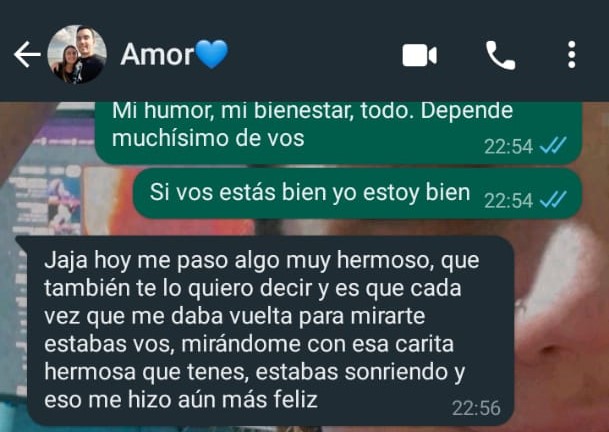 Amor💙
Mi humor, mi bienestar, todo. Depende
muchísimo de vos
22:54
Si vos estás bien yo estoy bien
22:54
Jaja hoy me paso algo muy hermoso, que
también te lo quiero decir y es que cada
vez que me daba vuelta para mirarte
estabas vos, mirándome con esa carita
hermosa que tenes, estabas sonriendo y
eso me hizo aún más feliz
22:56